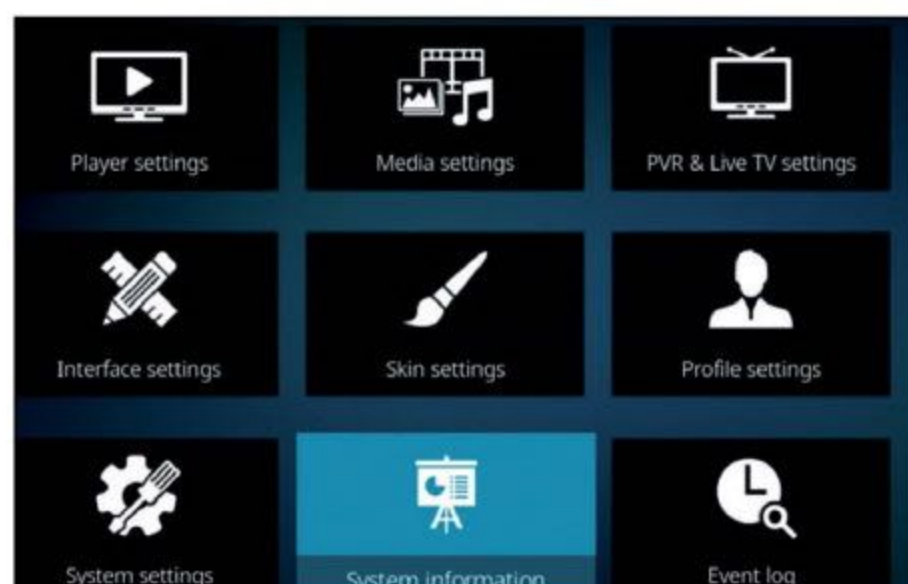 Player settings
Media settings
PVR & Live TV settings
Interface settings
Skin settings
Profile settings
System settings
System information
Event log